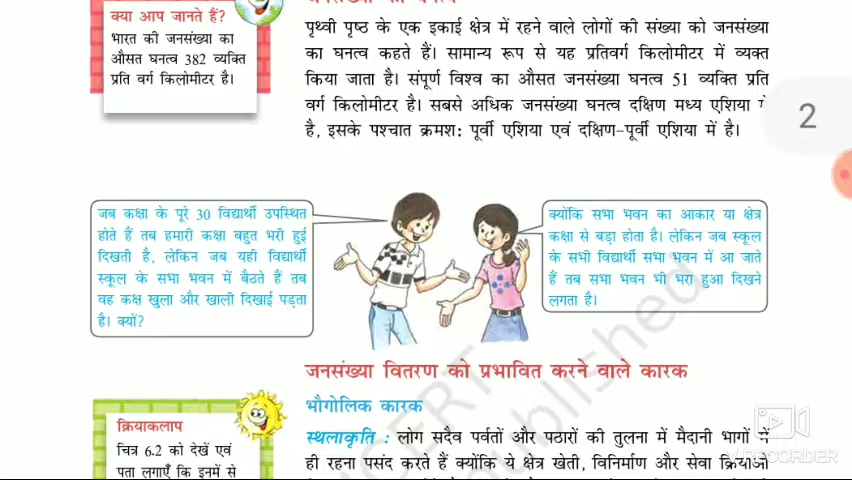 क्या आप जानते हैं?
भारत की जनसंख्या का
औसत घनत्व 382 व्यक्ति
प्रति वर्ग किलोमीटर है।
पृथ्वी पृष्ठ के एक इकाई क्षेत्र में रहने वाले लोगों की संख्या को जनसंख्या
का घनत्व कहते हैं। सामान्य रूप से यह प्रतिवर्ग किलोमीटर में व्यक्त
किया जाता है। संपूर्ण विश्व का औसत जनसंख्या घनत्व 51 व्यक्ति प्रति
वर्ग किलोमीटर है। सबसे अधिक जनसंख्या घनत्व दक्षिण मध्य एशिया
है, इसके पश्चात क्रमश: पूर्वी एशिया एवं दक्षिण-पूर्वी एशिया में है।
2
जब कक्षा के पूरे 30 विद्यार्थी उपस्थित
होते हैं तब हमारी कक्षा बहुत भरी हुई
दिखती है, लेकिन जब यही विद्यार्थी
स्कूल के सभा भवन में बैठते हैं तब
वह कक्ष खुला और खाली दिखाई पड़ता
है। क्यों?
क्योंकि सभा भवन का आकार या क्षेत्र
कक्षा से बड़ा होता है। लेकिन जब स्कूल
के सभी विद्यार्थी सभा भवन में आ जाते
हैं तब सभा भवन भी भरा हुआ दिखने
लगता है।
जनसंख्या वितरण को प्रभावित करने वाले कारक
भौगोलिक कारक
स्थलाकृति : लोग सदैव पर्वतों और पठारों की तुलना में मैदानी भागों में
ही रहना पसंद करते हैं क्योंकि ये क्षेत्र खेती, विनिर्माण और सेवा क्रियाओं
क्रियाकलाप
चित्र 6.2 को देखें एवं
पता लगाएँ कि इनमें से
NCERT
published
V RECORDER